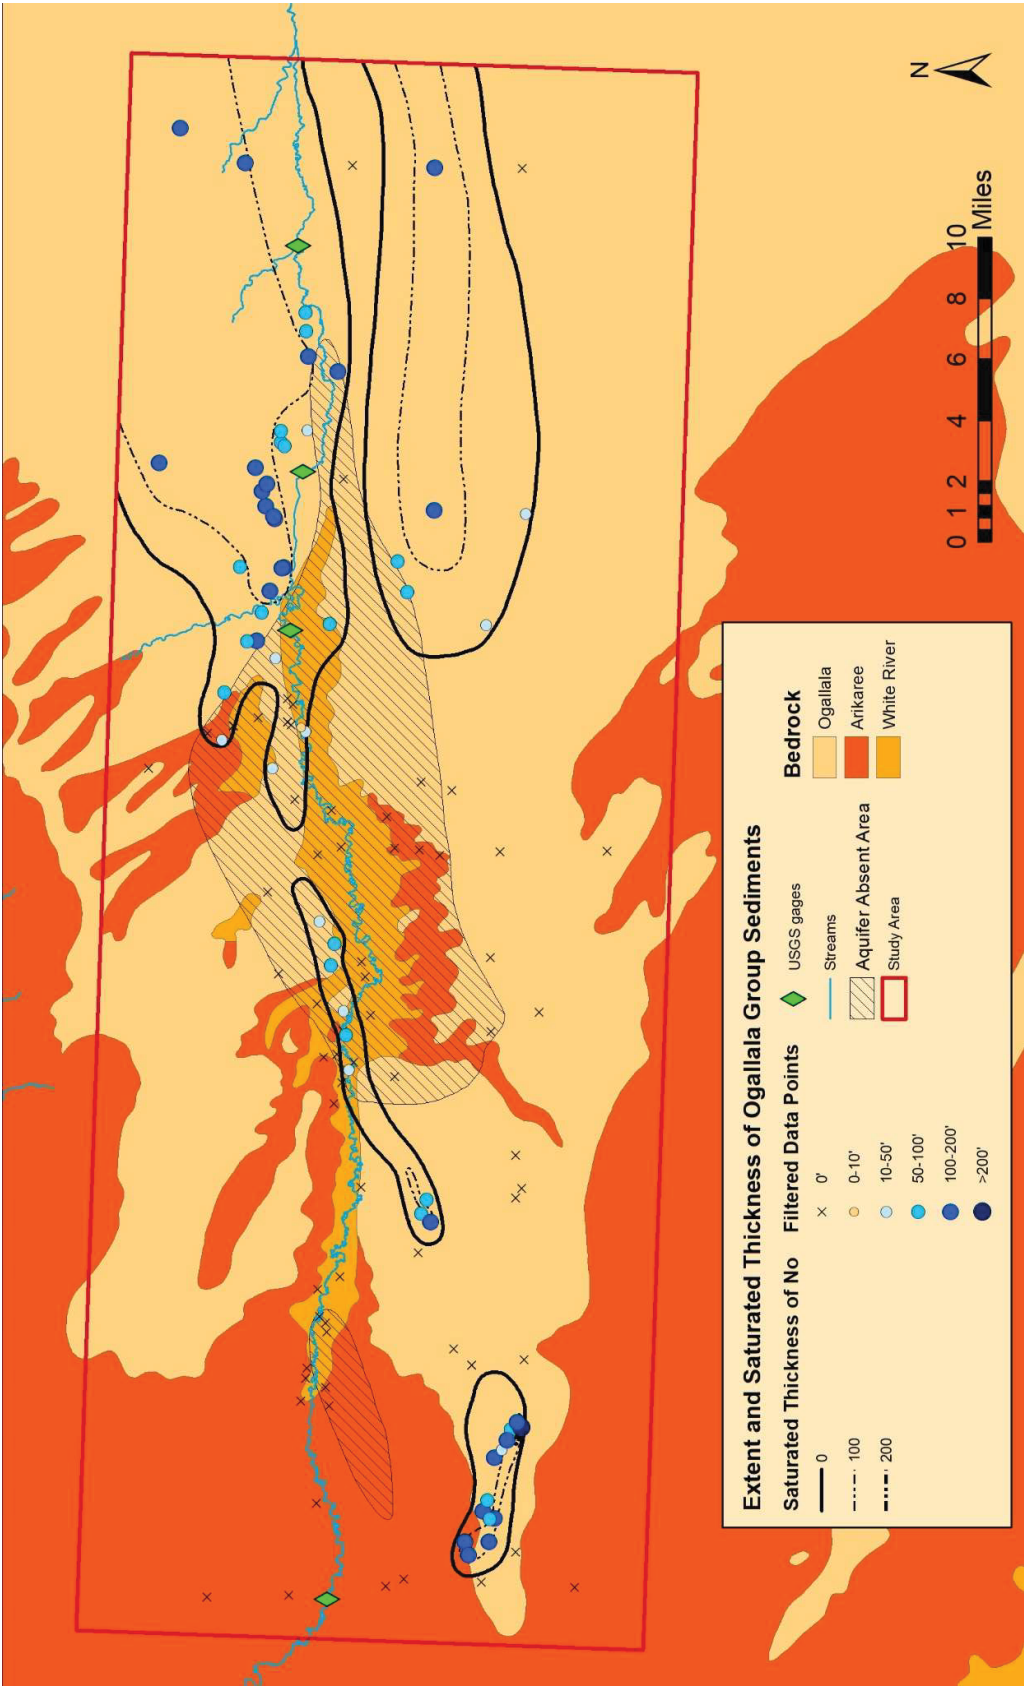 N
0 1 2 4 6 8 10
Miles
Extent and Saturated Thickness of Ogallala Group Sediments
Saturated Thickness of No
0
100
200
Filtered Data Points
0'
0-10'
10-50'
50-100'
100-200'
>200'
USGS gages
Streams
Aquifer Absent Area
Study Area
Bedrock
Ogallala
Arikaree
White River